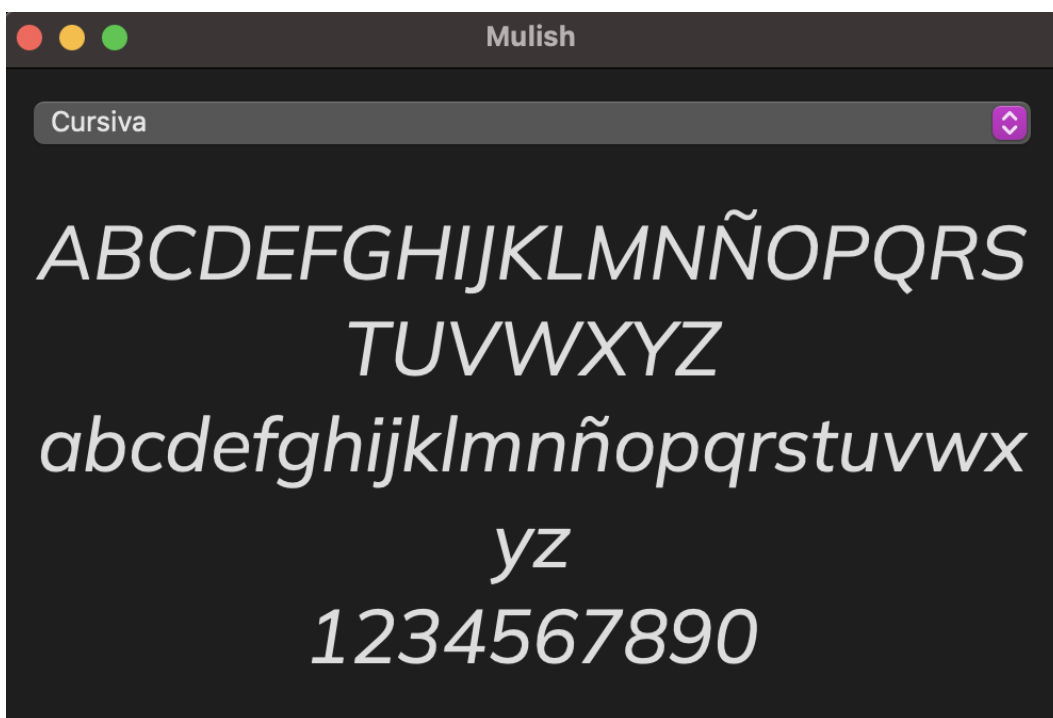 Mulish
Cursiva
ABCDEFGHIJKLMNÑOPQRS
TUVWXYZ
abcdefghijklmnñopqrstuvwx
yz
1234567890